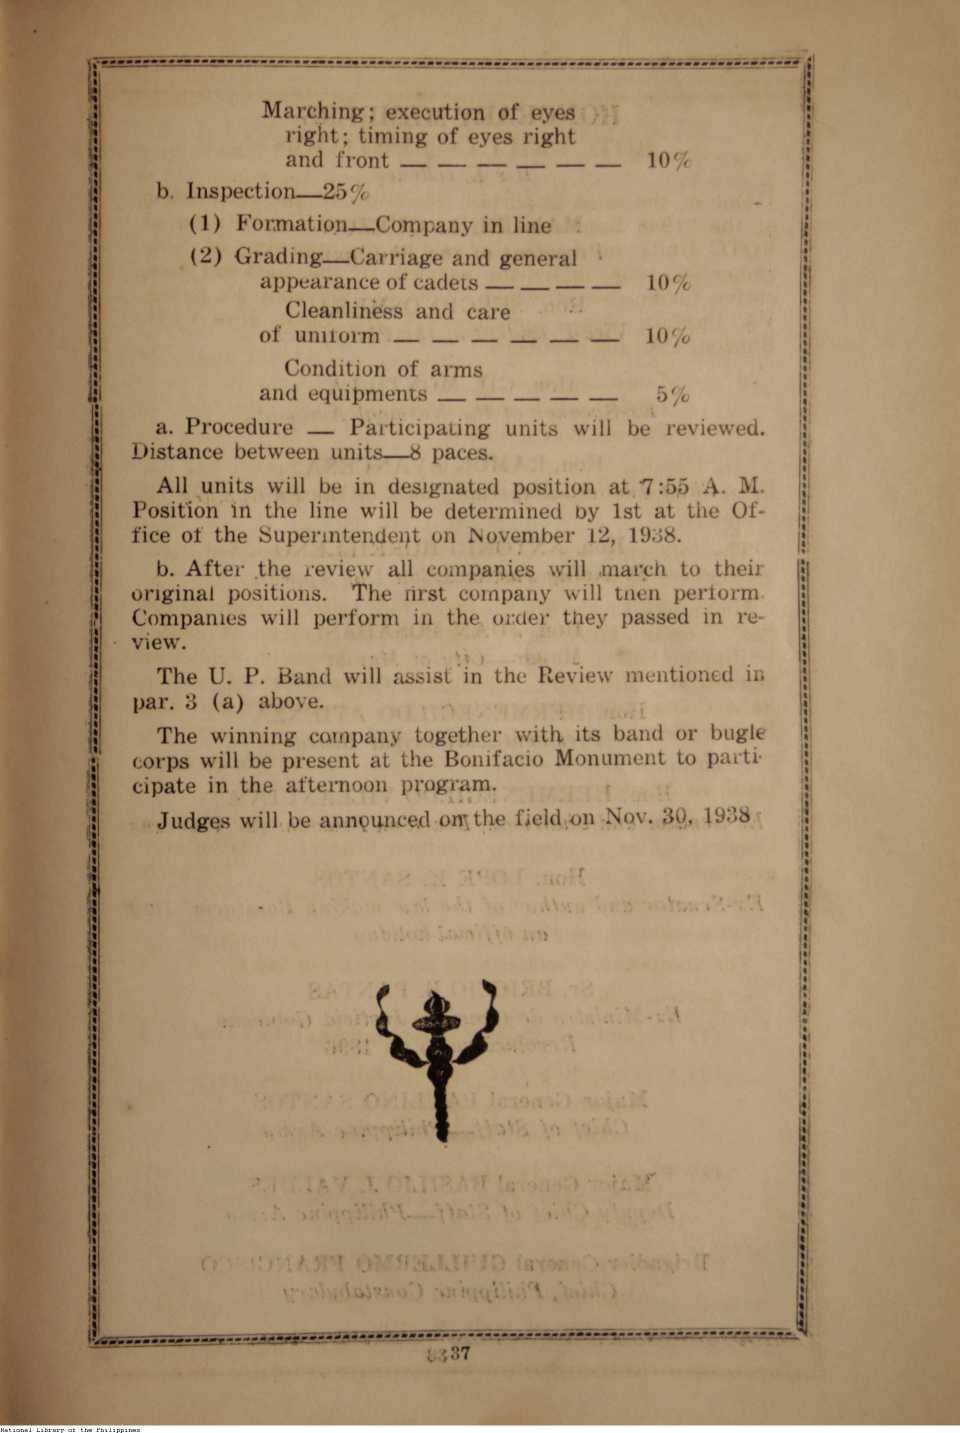 Marching; execution of eyes
right; timing of eyes right
and front — — — — — — 10%
b. Inspection—25%
(1) Formation—Company in line
(2) Grading—Carriage and general
appearance of cadets — — — — 10%
Cleanliness and care
of uniform — — — — — — 10%
Condition of arms
and equipments — — — — — 5%
a. Procedure — Participating units will be reviewed.
Distance between units—8 paces.
All units will be in designated position at 7:55 A. M.
Position in the line will be determined by 1st at the Of-
fice of the Superintendent on November 12, 1938.
b. After the review all companies will march to their
original positions. The first company will then perform.
Companies will perform in the order they passed in re-
view.
The U. P. Band will assist in the Review mentioned in
par. 3 (a) above.
The winning company together with its band or bugle
corps will be present at the Bonifacio Monument to parti-
cipate in the afternoon program.
Judges will be announced on the field on Nov. 30, 1938
37
National Library of the Philippines